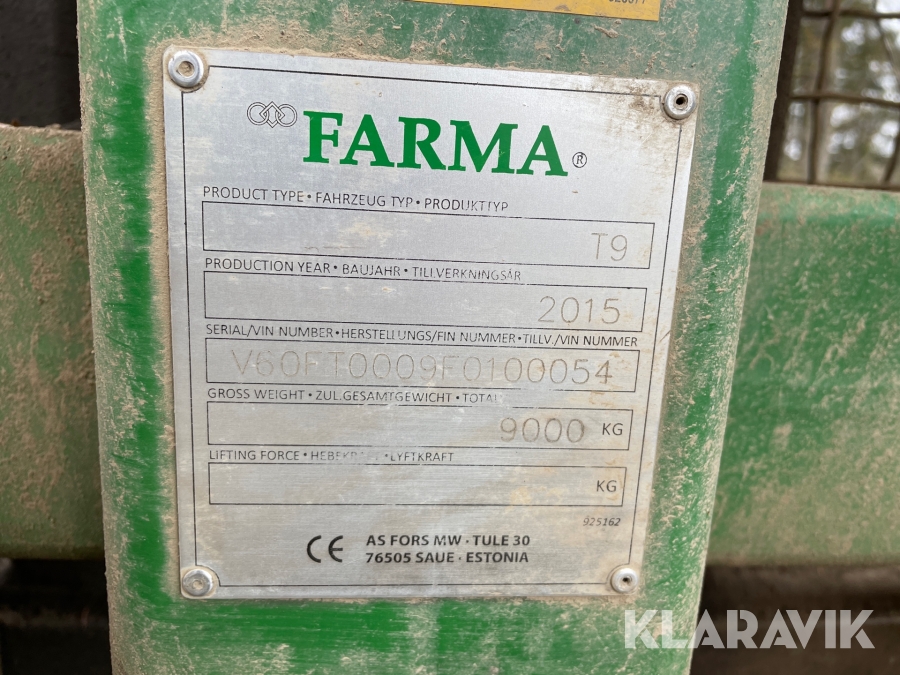 FARMA®
PRODUCT TYPE • FAHRZEUG TYP • PRODUKTTYP
T9
PRODUCTION YEAR • BAUJAHR • TILLVERKNINGSÅR
2015
SERIAL/VIN NUMBER • HERSTELLUNGS/FIN NUMMER • TILLV./VIN NUMMER
V60FT0009F0100054
GROSS WEIGHT • ZUL.GESAMTGEWICHT • TOTAL
9000 KG
LIFTING FORCE • HEBEKRAFT • LYFTKRAFT
KG
925162
CE AS FORS MW · TULE 30
76505 SAUE · ESTONIA
KLARAVIK